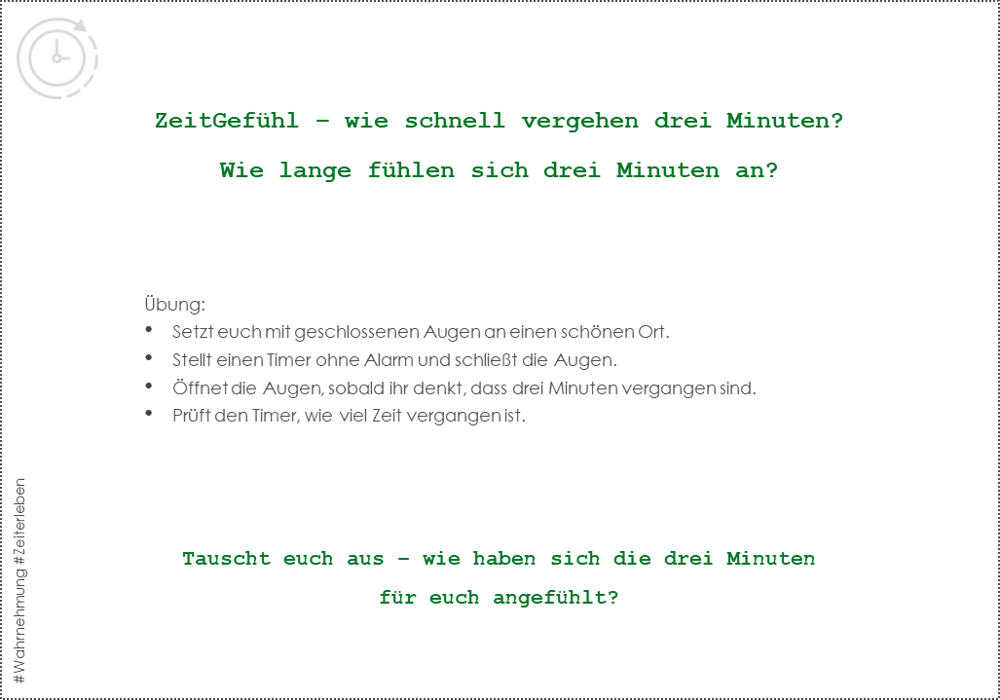 ZeitGefühl – wie schnell vergehen drei Minuten?
Wie lange fühlen sich drei Minuten an?
Übung:
• Setzt euch mit geschlossenen Augen an einen schönen Ort.
• Stellt einen Timer ohne Alarm und schließt die Augen.
• Öffnet die Augen, sobald ihr denkt, dass drei Minuten vergangen sind.
• Prüft den Timer, wie viel Zeit vergangen ist.
Tauscht euch aus – wie haben sich die drei Minuten
für euch angefühlt?
#Wahrnehmung #Zeiterleben